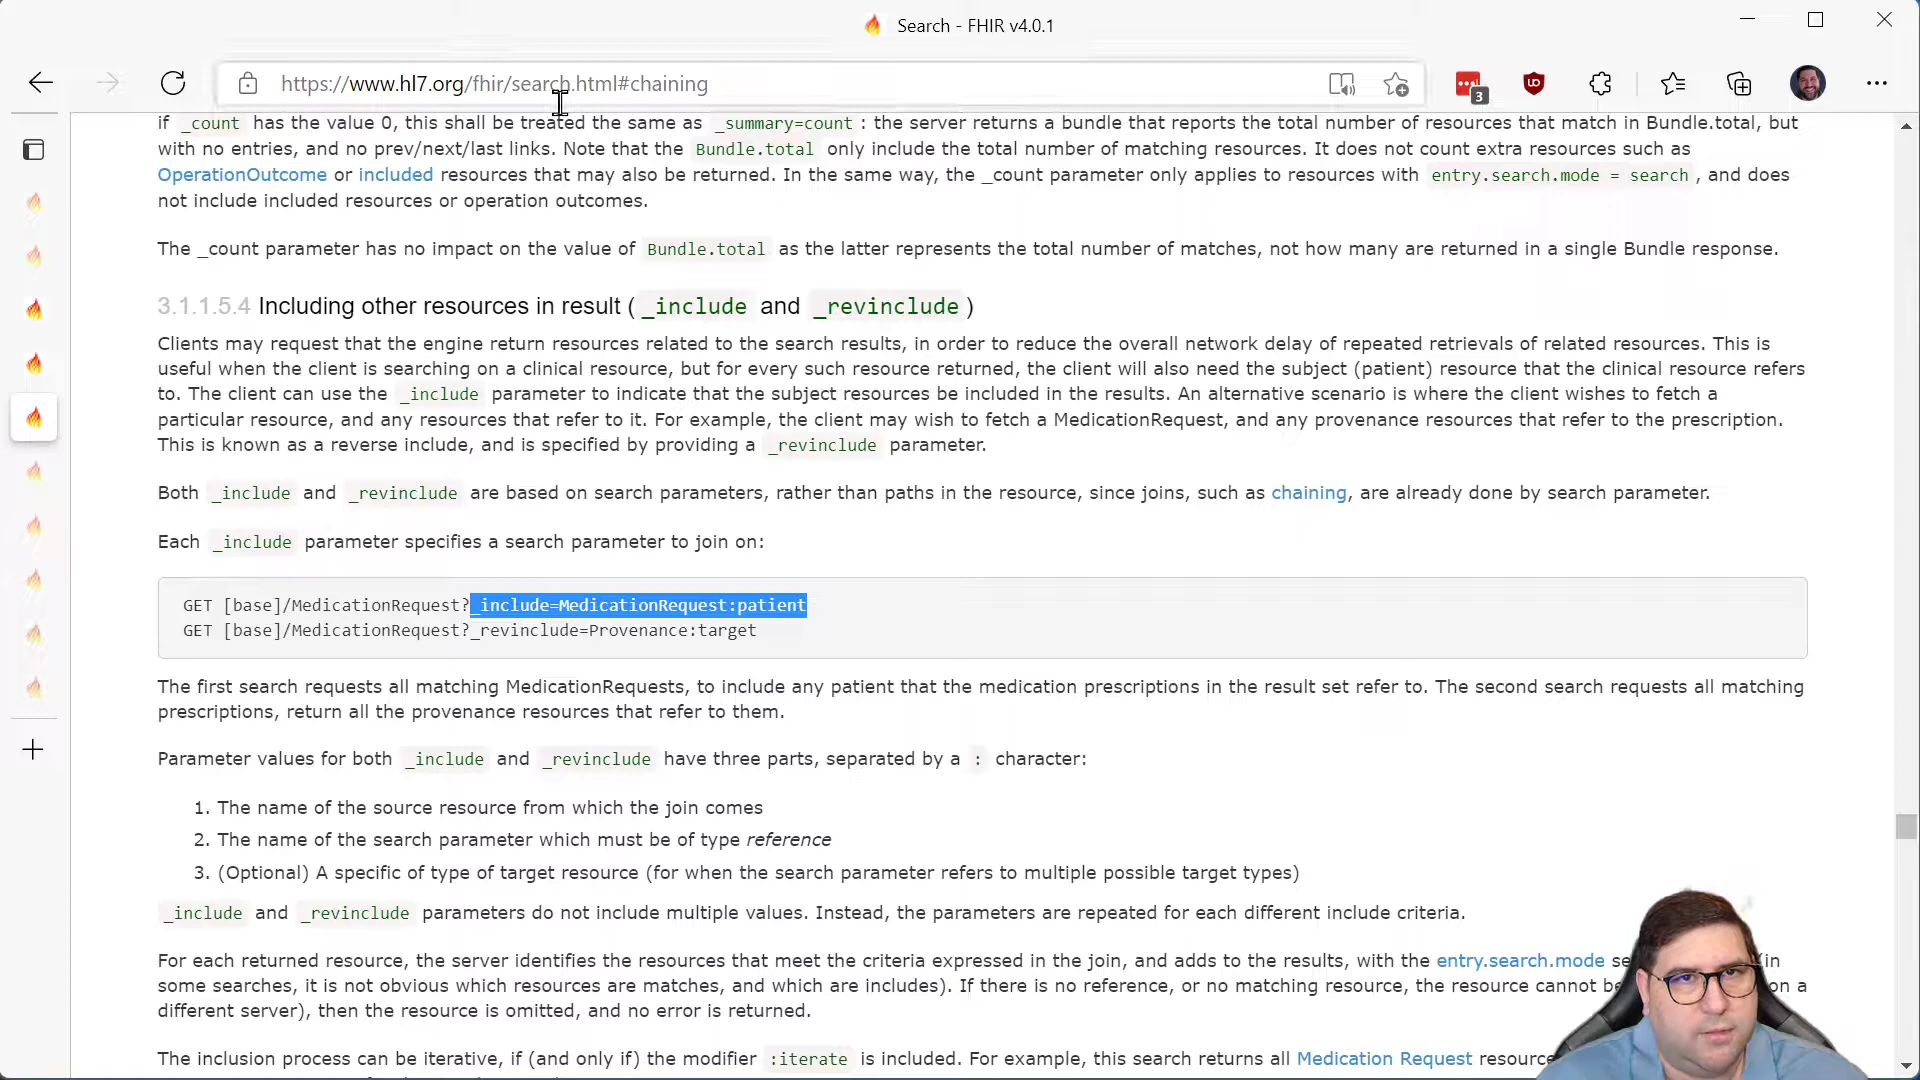 Search - FHIR v4.0.1
https://www.hl7.org/fhir/search.html#chaining
3
if _count has the value 0, this shall be treated the same as _summary=count : the server returns a bundle that reports the total number of resources that match in Bundle.total, but
with no entries, and no prev/next/last links. Note that the Bundle.total only include the total number of matching resources. It does not count extra resources such as
OperationOutcome or included resources that may also be returned. In the same way, the _count parameter only applies to resources with entry.search.mode = search , and does
not include included resources or operation outcomes.
The _count parameter has no impact on the value of Bundle.total as the latter represents the total number of matches, not how many are returned in a single Bundle response.
3.1.1.5.4 Including other resources in result ( _include and _revinclude )
Clients may request that the engine return resources related to the search results, in order to reduce the overall network delay of repeated retrievals of related resources. This is
useful when the client is searching on a clinical resource, but for every such resource returned, the client will also need the subject (patient) resource that the clinical resource refers
to. The client can use the _include parameter to indicate that the subject resources be included in the results. An alternative scenario is where the client wishes to fetch a
particular resource, and any resources that refer to it. For example, the client may wish to fetch a MedicationRequest, and any provenance resources that refer to the prescription.
This is known as a reverse include, and is specified by providing a _revinclude parameter.
Both _include and _revinclude are based on search parameters, rather than paths in the resource, since joins, such as chaining, are already done by search parameter.
Each _include parameter specifies a search parameter to join on:
GET [base]/MedicationRequest?_include=MedicationRequest:patient
GET [base]/MedicationRequest?_revinclude=Provenance:target
The first search requests all matching MedicationRequests, to include any patient that the medication prescriptions in the result set refer to. The second search requests all matching
prescriptions, return all the provenance resources that refer to them.
Parameter values for both _include and _revinclude have three parts, separated by a : character:
1. The name of the source resource from which the join comes
2. The name of the search parameter which must be of type reference
3. (Optional) A specific of type of target resource (for when the search parameter refers to multiple possible target types)
_include and _revinclude parameters do not include multiple values. Instead, the parameters are repeated for each different include criteria.
For each returned resource, the server identifies the resources that meet the criteria expressed in the join, and adds to the results, with the entry.search.mode se (in
some searches, it is not obvious which resources are matches, and which are includes). If there is no reference, or no matching resource, the resource cannot be on a
different server), then the resource is omitted, and no error is returned.
The inclusion process can be iterative, if (and only if) the modifier :iterate is included. For example, this search returns all Medication Request resourc